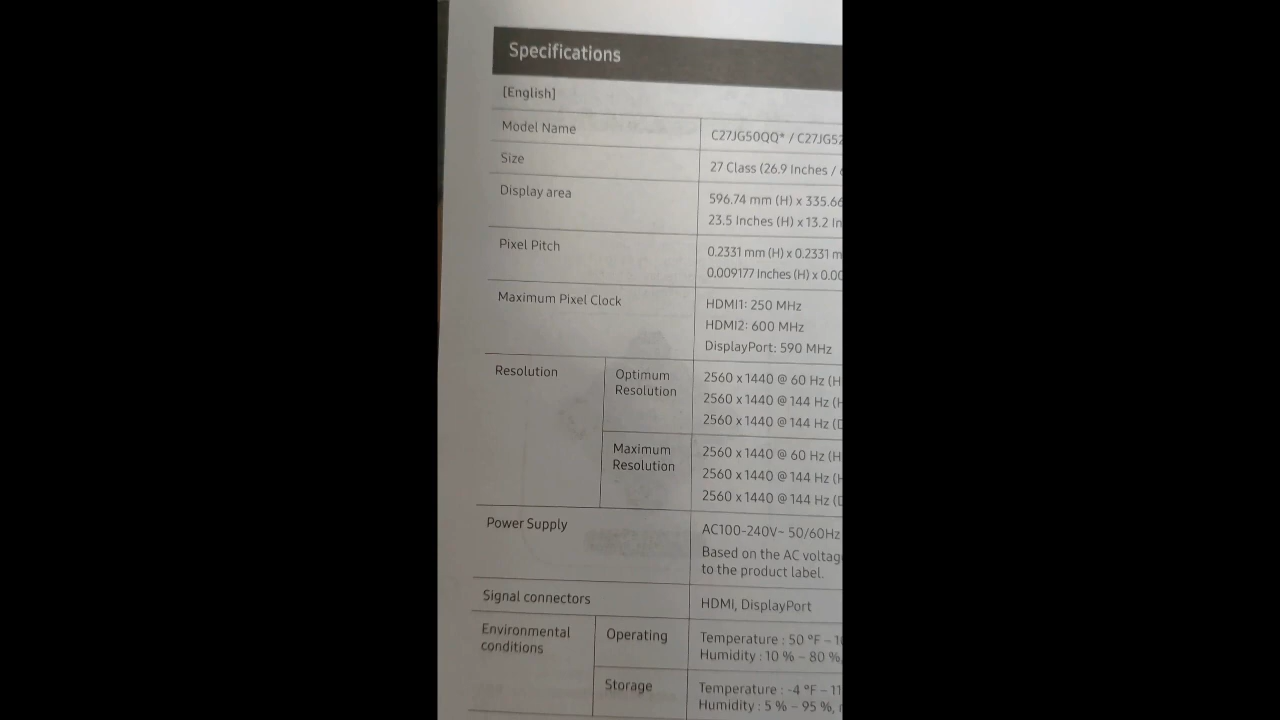 Specifications
[English]
Model Name C27JG50QQ* / C27JG52
Size 27 Class (26.9 Inches /
Display area 596.74 mm (H) x 335.66
23.5 Inches (H) x 13.2 In
Pixel Pitch 0.2331 mm (H) x 0.2331 m
0.009177 Inches (H) x 0.00
Maximum Pixel Clock HDMI1: 250 MHz
HDMI2: 600 MHz
DisplayPort: 590 MHz
Resolution Optimum Resolution 2560 x 1440 @ 60 Hz (H
2560 x 1440 @ 144 Hz (H
2560 x 1440 @ 144 Hz (D
Maximum Resolution 2560 x 1440 @ 60 Hz (H
2560 x 1440 @ 144 Hz (H
2560 x 1440 @ 144 Hz (D
Power Supply AC100-240V~ 50/60Hz
Based on the AC voltag
to the product label.
Signal connectors HDMI, DisplayPort
Environmental conditions Operating Temperature : 50 °F – 10
Humidity : 10 % – 80 %,
Storage Temperature : -4 °F – 11
Humidity : 5 % – 95 %,